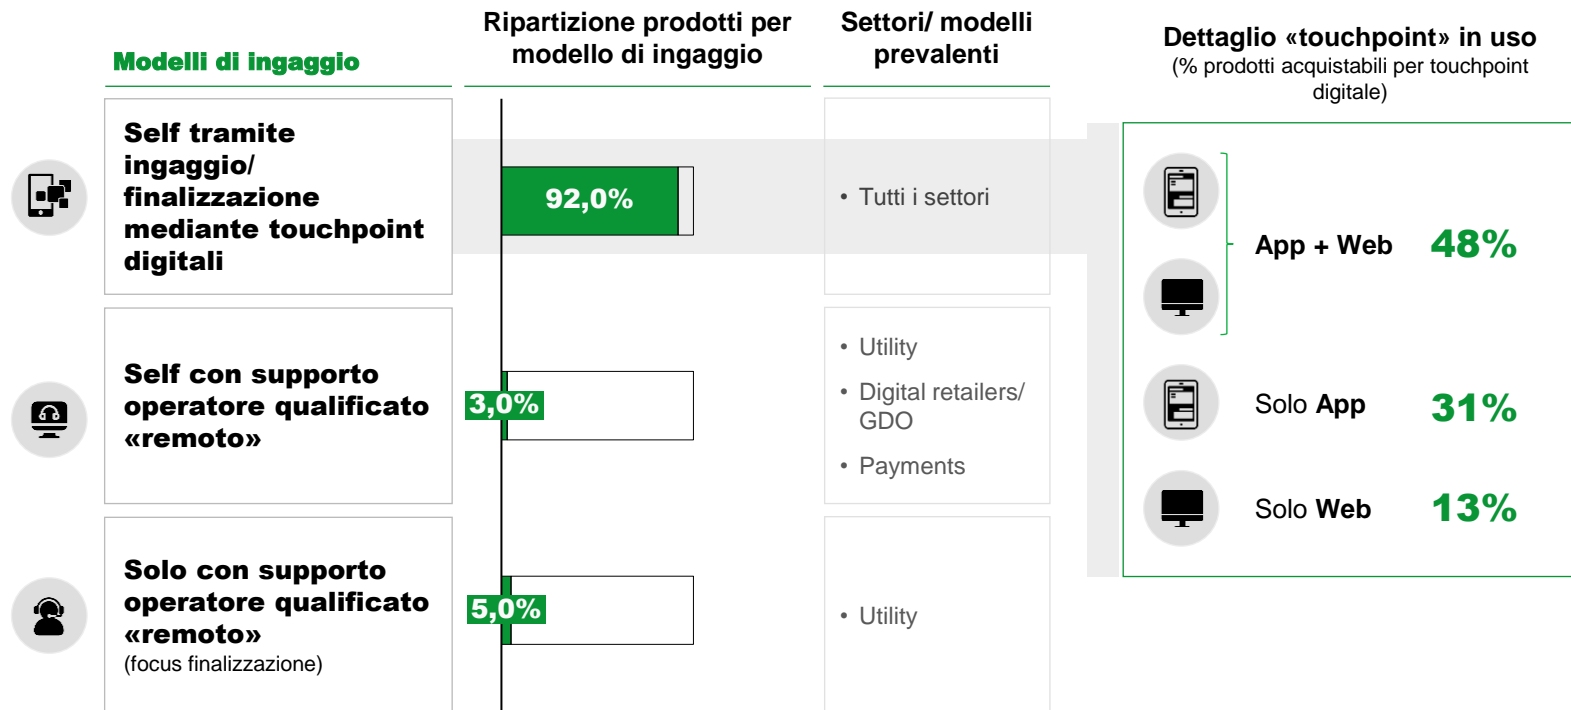 Modelli di ingaggio
Ripartizione prodotti per
modello di ingaggio
Settori/ modelli
prevalenti
Dettaglio «touchpoint» in uso
(% prodotti acquistabili per touchpoint
digitale)
Self tramite
ingaggio/
finalizzazione
mediante touchpoint
digitali
92,0%
• Tutti i settori
Self con supporto
operatore qualificato
«remoto»
3,0%
• Utility
• Digital retailers/
GDO
• Payments
Solo con supporto
operatore qualificato
«remoto»
(focus finalizzazione)
5,0%
• Utility
App + Web 48%
Solo App 31%
Solo Web 13%